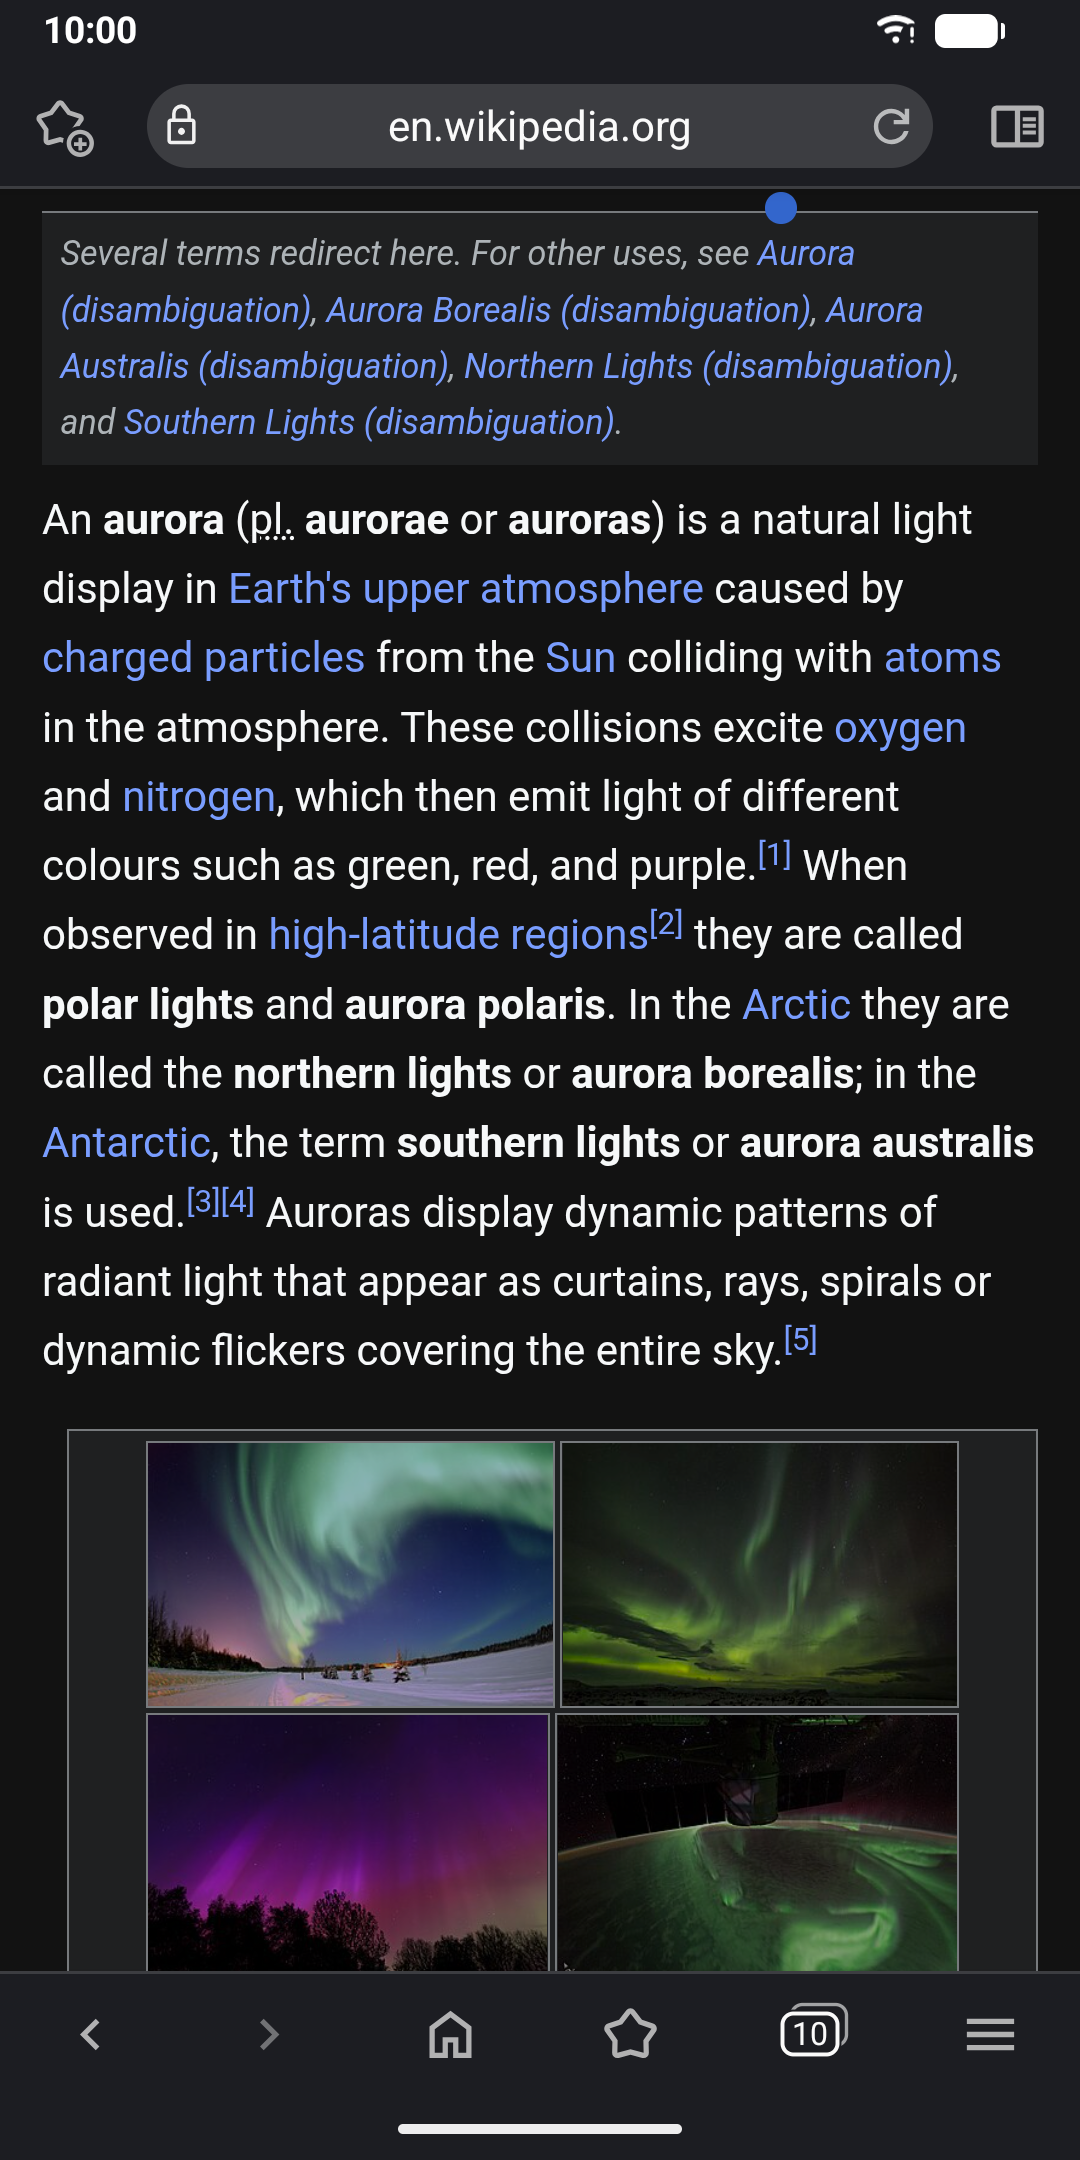 10:00
en.wikipedia.org
Several terms redirect here. For other uses, see Aurora
(disambiguation), Aurora Borealis (disambiguation), Aurora
Australis (disambiguation), Northern Lights (disambiguation),
and Southern Lights (disambiguation).
An aurora (pl. aurorae or auroras) is a natural light
display in Earth's upper atmosphere caused by
charged particles from the Sun colliding with atoms
in the atmosphere. These collisions excite oxygen
and nitrogen, which then emit light of different
colours such as green, red, and purple.[1] When
observed in high-latitude regions[2] they are called
polar lights and aurora polaris. In the Arctic they are
called the northern lights or aurora borealis; in the
Antarctic, the term southern lights or aurora australis
is used.[3][4] Auroras display dynamic patterns of
radiant light that appear as curtains, rays, spirals or
dynamic flickers covering the entire sky.[5]
10